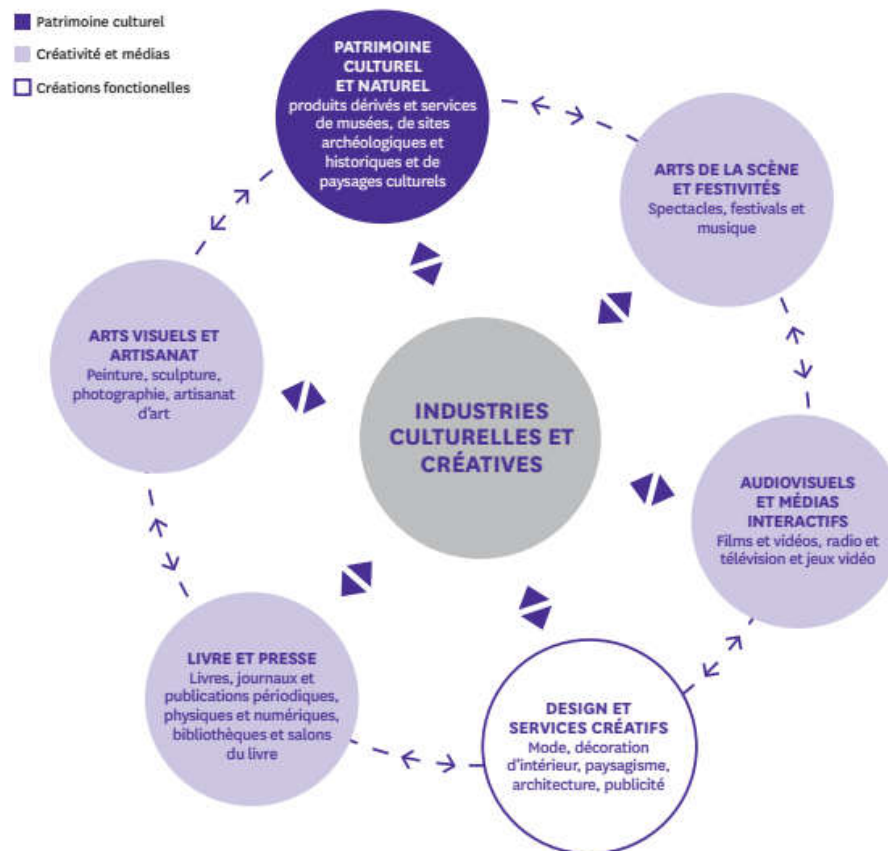 Patrimoine culturel
Créativité et médias
Créations fonctionelles
PATRIMOINE
CULTUREL
ET NATUREL
produits dérivés et services
de musées, de sites
archéologiques et
historiques et de
paysages culturels
ARTS DE LA SCÈNE
ET FESTIVITÉS
Spectacles, festivals et
musique
ARTS VISUELS ET
ARTISANAT
Peinture, sculpture,
photographie, artisanat
d'art
INDUSTRIES
CULTURELLES ET
CRÉATIVES
AUDIOVISUELS
ET MÉDIAS
INTERACTIFS
Films et vidéos, radio et
télévision et jeux vidéo
LIVRE ET PRESSE
Livres, journaux et
publications périodiques,
physiques et numériques,
bibliothèques et salons
du livre
DESIGN ET
SERVICES CRÉATIFS
Mode, décoration
d'intérieur, paysagisme,
architecture, publicité